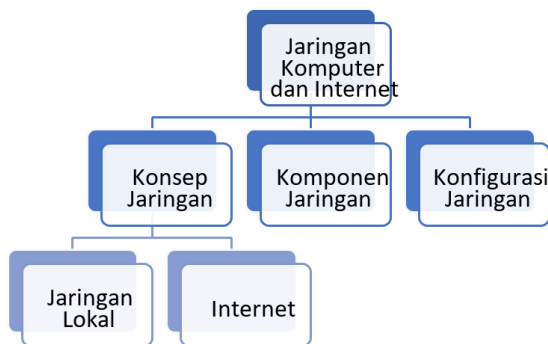 Jaringan
Komputer
dan Internet
Konsep
Jaringan
Komponen
Jaringan
Konfigurasi
Jaringan
Jaringan
Lokal
Internet